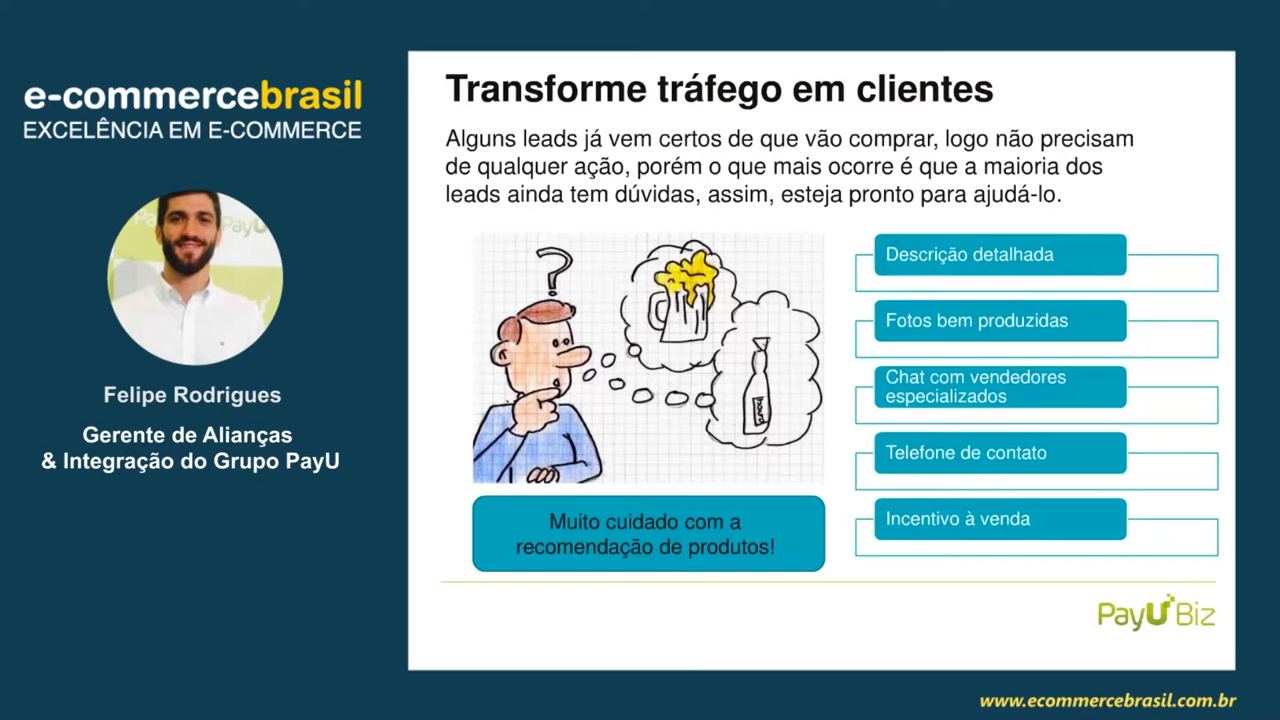 e-commercebrasil
EXCELÊNCIA EM E-COMMERCE
Felipe Rodrigues
Gerente de Alianças
& Integração do Grupo PayU
Transforme tráfego em clientes
Alguns leads já vem certos de que vão comprar, logo não precisam
de qualquer ação, porém o que mais ocorre é que a maioria dos
leads ainda tem dúvidas, assim, esteja pronto para ajudá-lo.
?
Muito cuidado com a
recomendação de produtos!
Descrição detalhada
Fotos bem produzidas
Chat com vendedores
especializados
Telefone de contato
Incentivo à venda
PayU Biz
www.ecommercebrasil.com.br